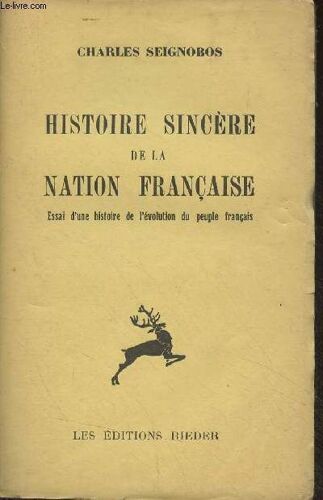 Le-livre.com
CHARLES SEIGNOBOS
HISTOIRE SINCÈRE
DE LA
NATION FRANÇAISE
Essai d'une histoire de l'évolution du peuple français
LES ÉDITIONS RIEDER